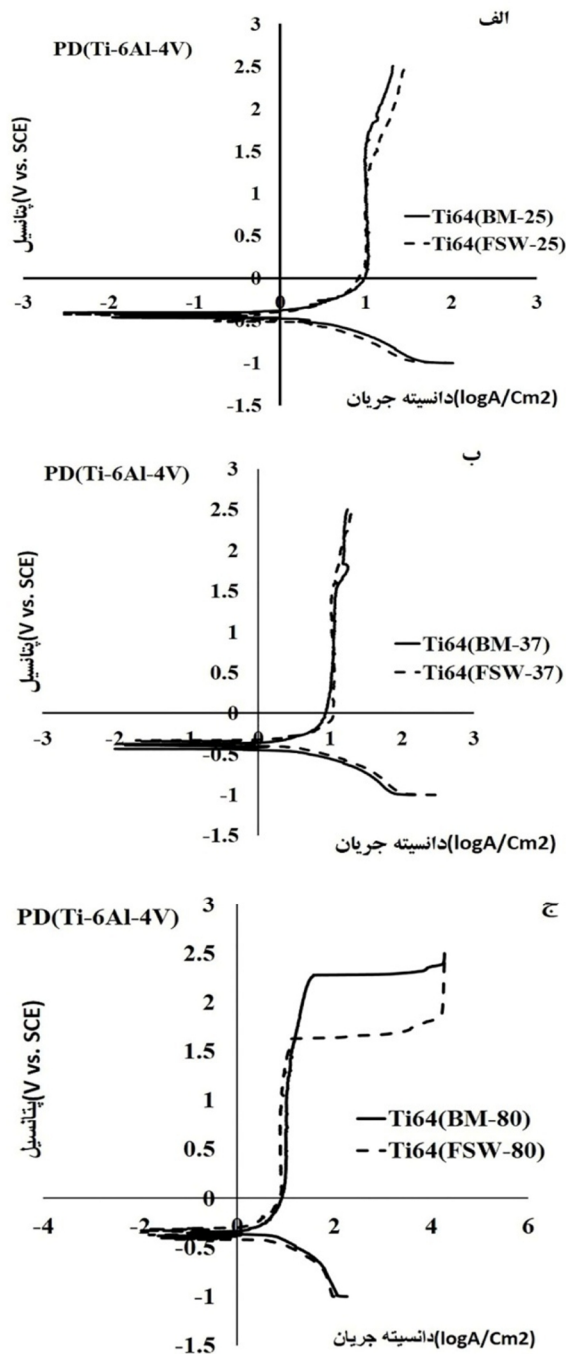 الف
PD(Ti-6Al-4V)
پتانسیل(V vs. SCE)
3
2.5
2
1.5
1
0.5
0
-3 -2 -1 0 1 2 3
-0.5
-1
-1.5
Ti64(BM-25)
Ti64(FSW-25)
دانسیته جریان(logA/Cm2)
ب
PD(Ti-6Al-4V)
پتانسیل(V vs. SCE)
3
2.5
2
1.5
1
0.5
0
-3 -2 -1 0 1 2 3
-0.5
-1
-1.5
Ti64(BM-37)
Ti64(FSW-37)
دانسیته جریان(logA/Cm2)
ج
PD(Ti-6Al-4V)
پتانسیل(V vs. SCE)
3
2.5
2
1.5
1
0.5
0
-4 -2 0 2 4 6
-0.5
-1
-1.5
Ti64(BM-80)
Ti64(FSW-80)
دانسیته جریان(logA/Cm2)